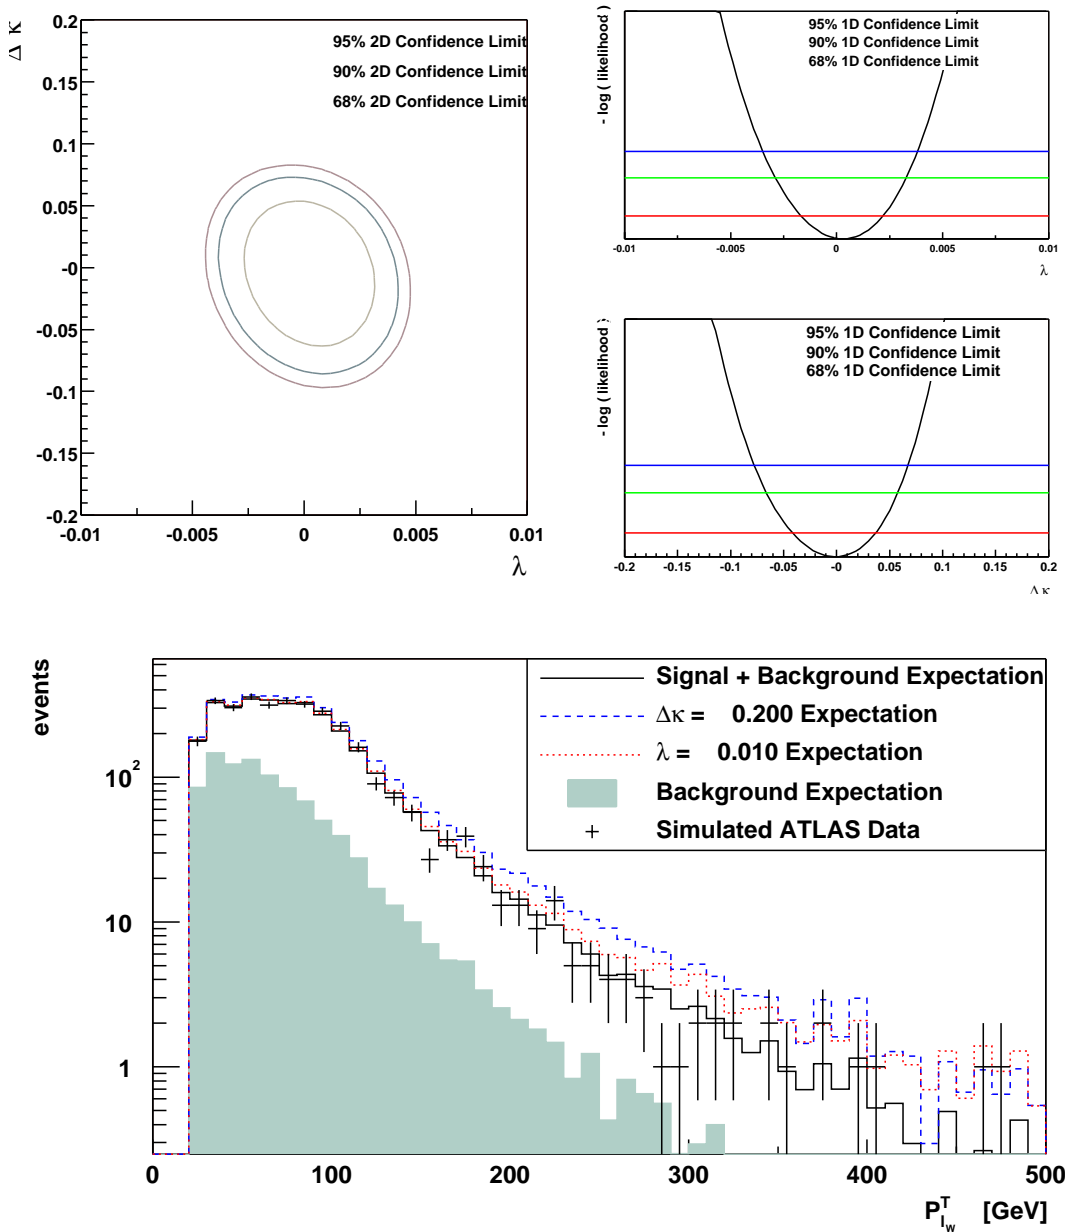 Δ κ
0.2
0.15
0.1
0.05
-0
-0.05
-0.1
-0.15
-0.2
95% 2D Confidence Limit
90% 2D Confidence Limit
68% 2D Confidence Limit
-0.01 -0.005 0 0.005 0.01
λ
- log ( likelihood )
95% 1D Confidence Limit
90% 1D Confidence Limit
68% 1D Confidence Limit
-0.01 -0.005 0 0.005 0.01
λ
- log ( likelihood )
95% 1D Confidence Limit
90% 1D Confidence Limit
68% 1D Confidence Limit
-0.2 -0.15 -0.1 -0.05 -0 0.05 0.1 0.15 0.2
Δ κ
events
10²
10
1
Signal + Background Expectation
Δκ = 0.200 Expectation
λ = 0.010 Expectation
Background Expectation
Simulated ATLAS Data
0 100 200 300 400 500
P_{l_w}^T [GeV]